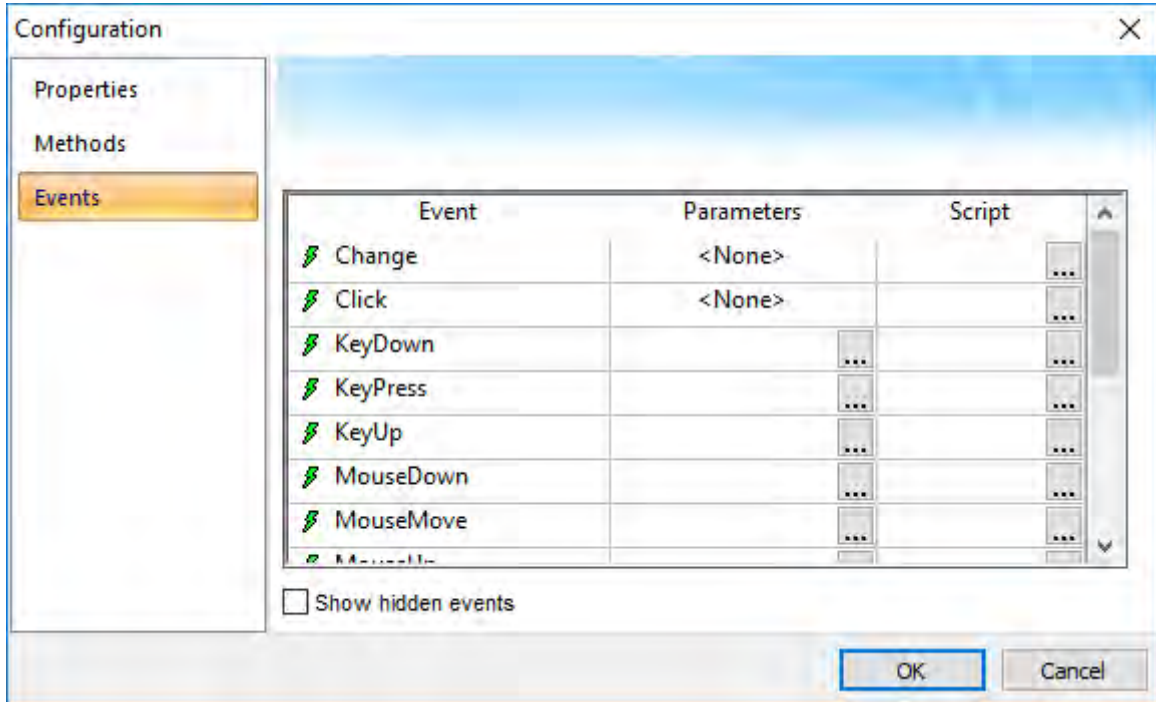 Configuration
Properties
Methods
Events
Event Parameters Script
Change <None> ...
Click <None> ...
KeyDown ... ...
KeyPress ... ...
KeyUp ... ...
MouseDown ... ...
MouseMove ... ...
Show hidden events
OK Cancel